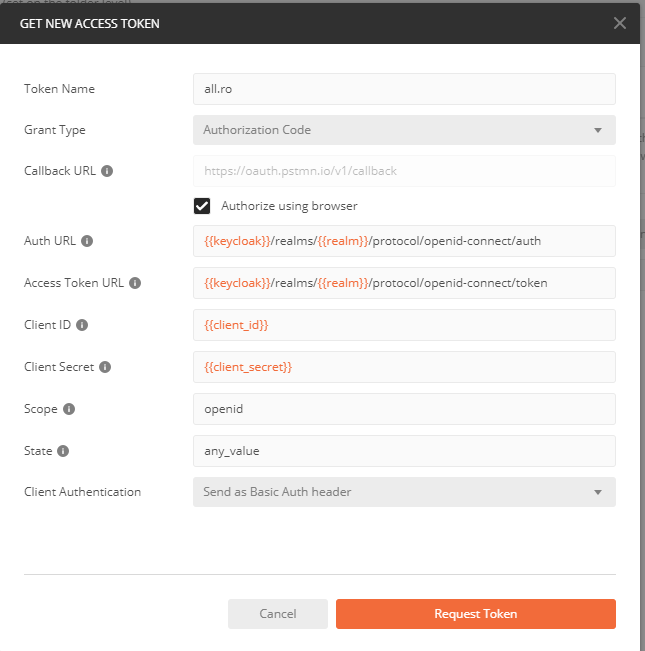 GET NEW ACCESS TOKEN
Token Name
all.ro
Grant Type
Authorization Code
Callback URL
https://oauth.pstmn.io/v1/callback
Authorize using browser
Auth URL
{{keycloak}}/realms/{{realm}}/protocol/openid-connect/auth
Access Token URL
{{keycloak}}/realms/{{realm}}/protocol/openid-connect/token
Client ID
{{client_id}}
Client Secret
{{client_secret}}
Scope
openid
State
any_value
Client Authentication
Send as Basic Auth header
Cancel
Request Token